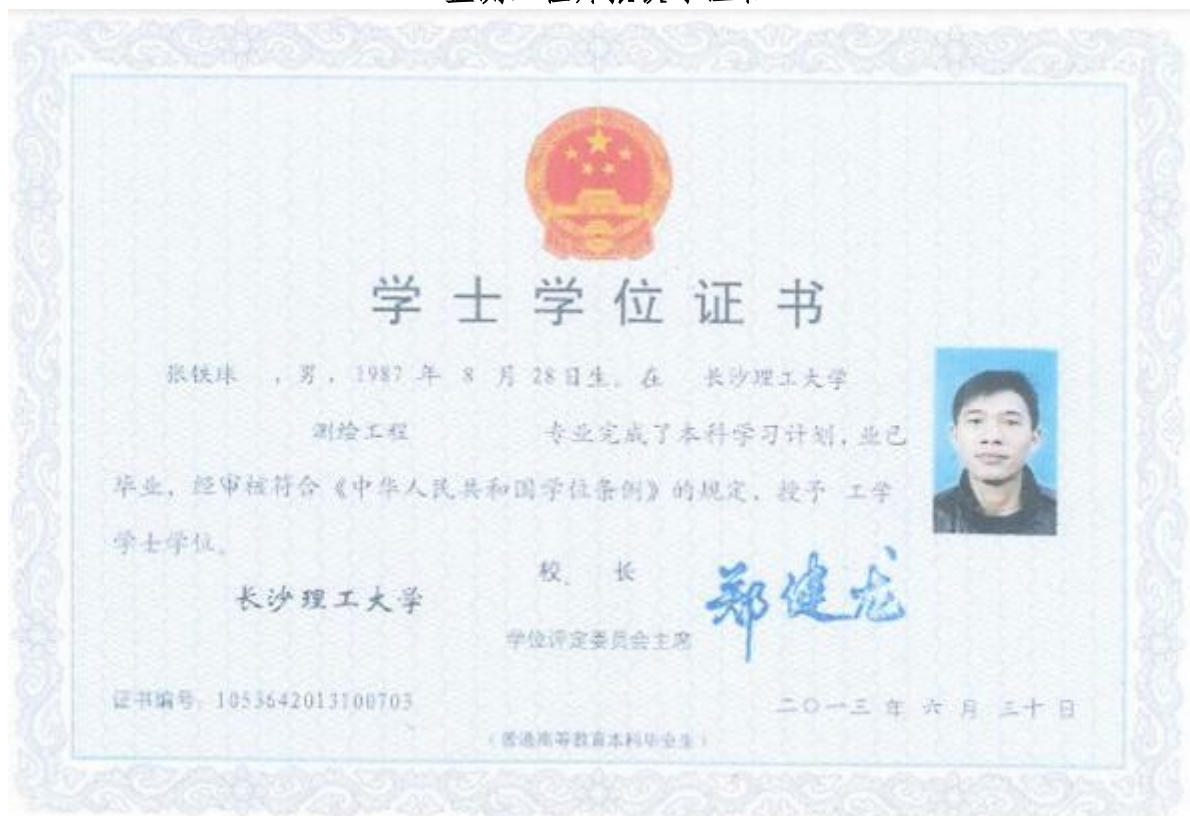 学士学位证书
张铁珠 ，男，1987 年 8 月 28日生。在 长沙理工大学
测绘工程 专业完成了本科学习计划，业已
毕业，经审核符合《中华人民共和国学位条例》的规定，授予 工学
学士学位。
长沙理工大学
校 长
郑健龙
学位评定委员会主席
证书编号：1053642013100703
二〇一三 年 六 月 三十 日
（普通高等教育本科毕业生）